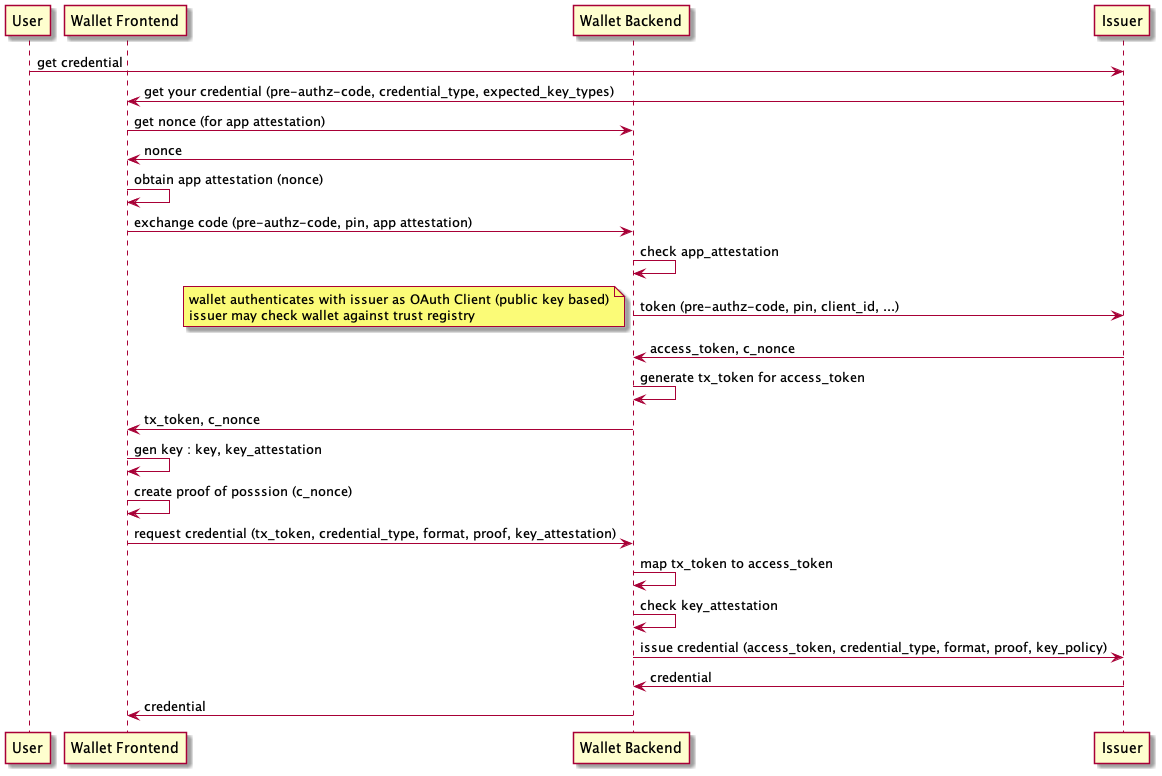 User Wallet Frontend Wallet Backend Issuer
get credential
get your credential (pre-authz-code, credential_type, expected_key_types)
get nonce (for app attestation)
nonce
obtain app attestation (nonce)
exchange code (pre-authz-code, pin, app attestation)
check app_attestation
wallet authenticates with issuer as OAuth Client (public key based)
issuer may check wallet against trust registry
token (pre-authz-code, pin, client_id, ...)
access_token, c_nonce
generate tx_token for access_token
tx_token, c_nonce
gen key : key, key_attestation
create proof of posssion (c_nonce)
request credential (tx_token, credential_type, format, proof, key_attestation)
map tx_token to access_token
check key_attestation
issue credential (access_token, credential_type, format, proof, key_policy)
credential
credential
User Wallet Frontend Wallet Backend Issuer